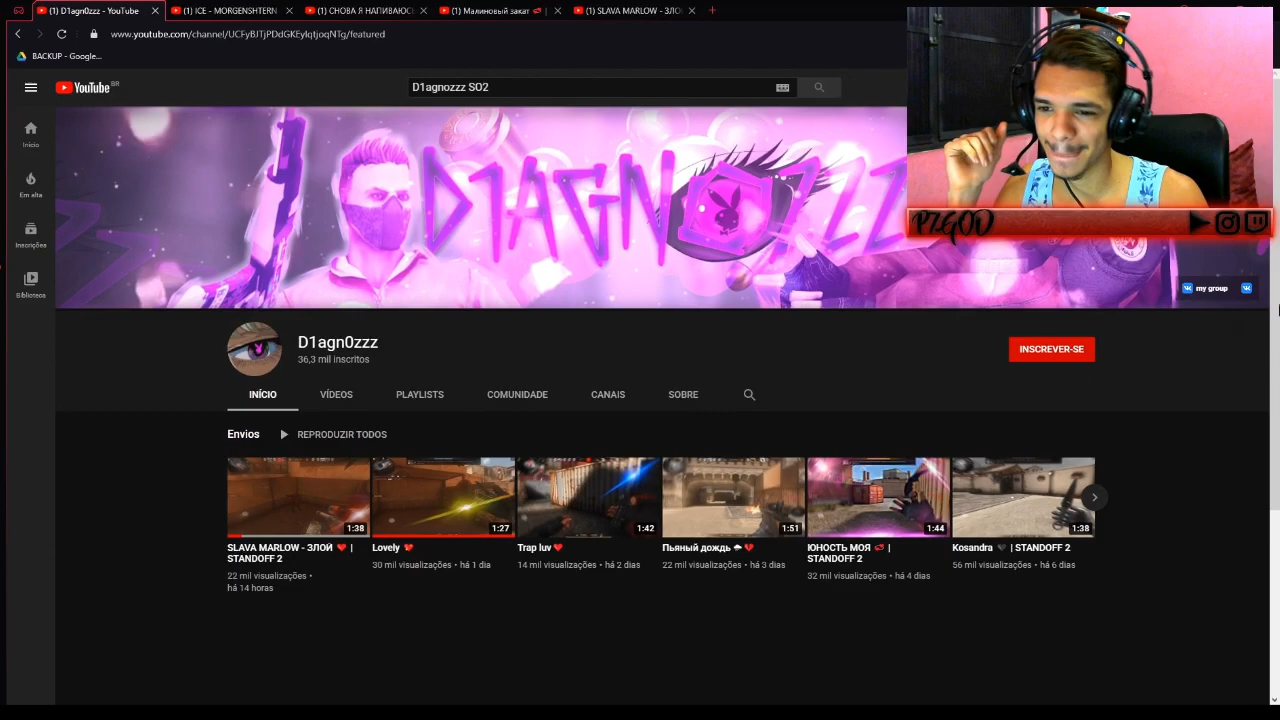 (1) D1agn0zzz - YouTube
(1) ICE - MORGENSHTERN
(1) СНОВА Я НАПИВАЮС
(1) Малиновый закат
(1) SLAVA MARLOW - ЗЛО
www.youtube.com/channel/UCFyBJTjPDdGKEyIqtjoqNTg/featured
BACKUP - Google...
YouTube BR
D1agnozzz SO2
Início
Em alta
Inscrições
Biblioteca
D1AGN0ZZ
PZGOD
my group
D1agn0zzz
36,3 mil inscritos
INSCREVER-SE
INÍCIO VÍDEOS PLAYLISTS COMUNIDADE CANAIS SOBRE
Envios REPRODUZIR TODOS
1:38 1:27 1:42 1:51 1:44 1:38
SLAVA MARLOW - ЗЛОЙ ❤️ |
STANDOFF 2
22 mil visualizações •
há 14 horas
Lovely
30 mil visualizações • há 1 dia
Trap luv❤️
14 mil visualizações • há 2 dias
Пьяный дождь 🌧💔
22 mil visualizações • há 3 dias
ЮНОСТЬ МОЯ |
STANDOFF 2
32 mil visualizações • há 4 dias
Kosandra 🖤 | STANDOFF 2
56 mil visualizações • há 6 dias